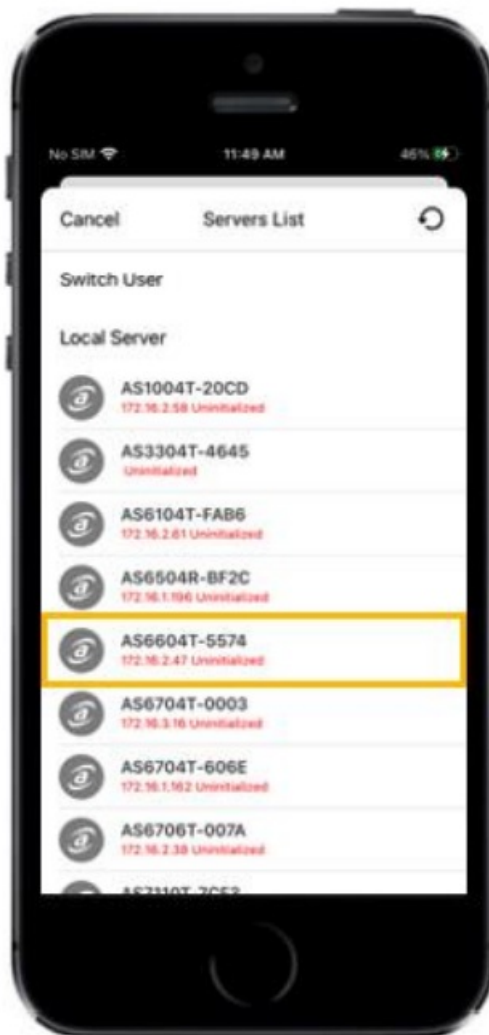 No SIM 11:49 AM 46%
Cancel Servers List
Switch User
Local Server
AS1004T-20CD
172.16.2.58 Uninitialized
AS3304T-4645
Uninitialized
AS6104T-FAB6
172.16.2.61 Uninitialized
AS6504R-BF2C
172.16.1.196 Uninitialized
AS6604T-5574
172.16.2.47 Uninitialized
AS6704T-0003
172.16.3.16 Uninitialized
AS6704T-606E
172.16.1.162 Uninitialized
AS6706T-007A
172.16.2.38 Uninitialized